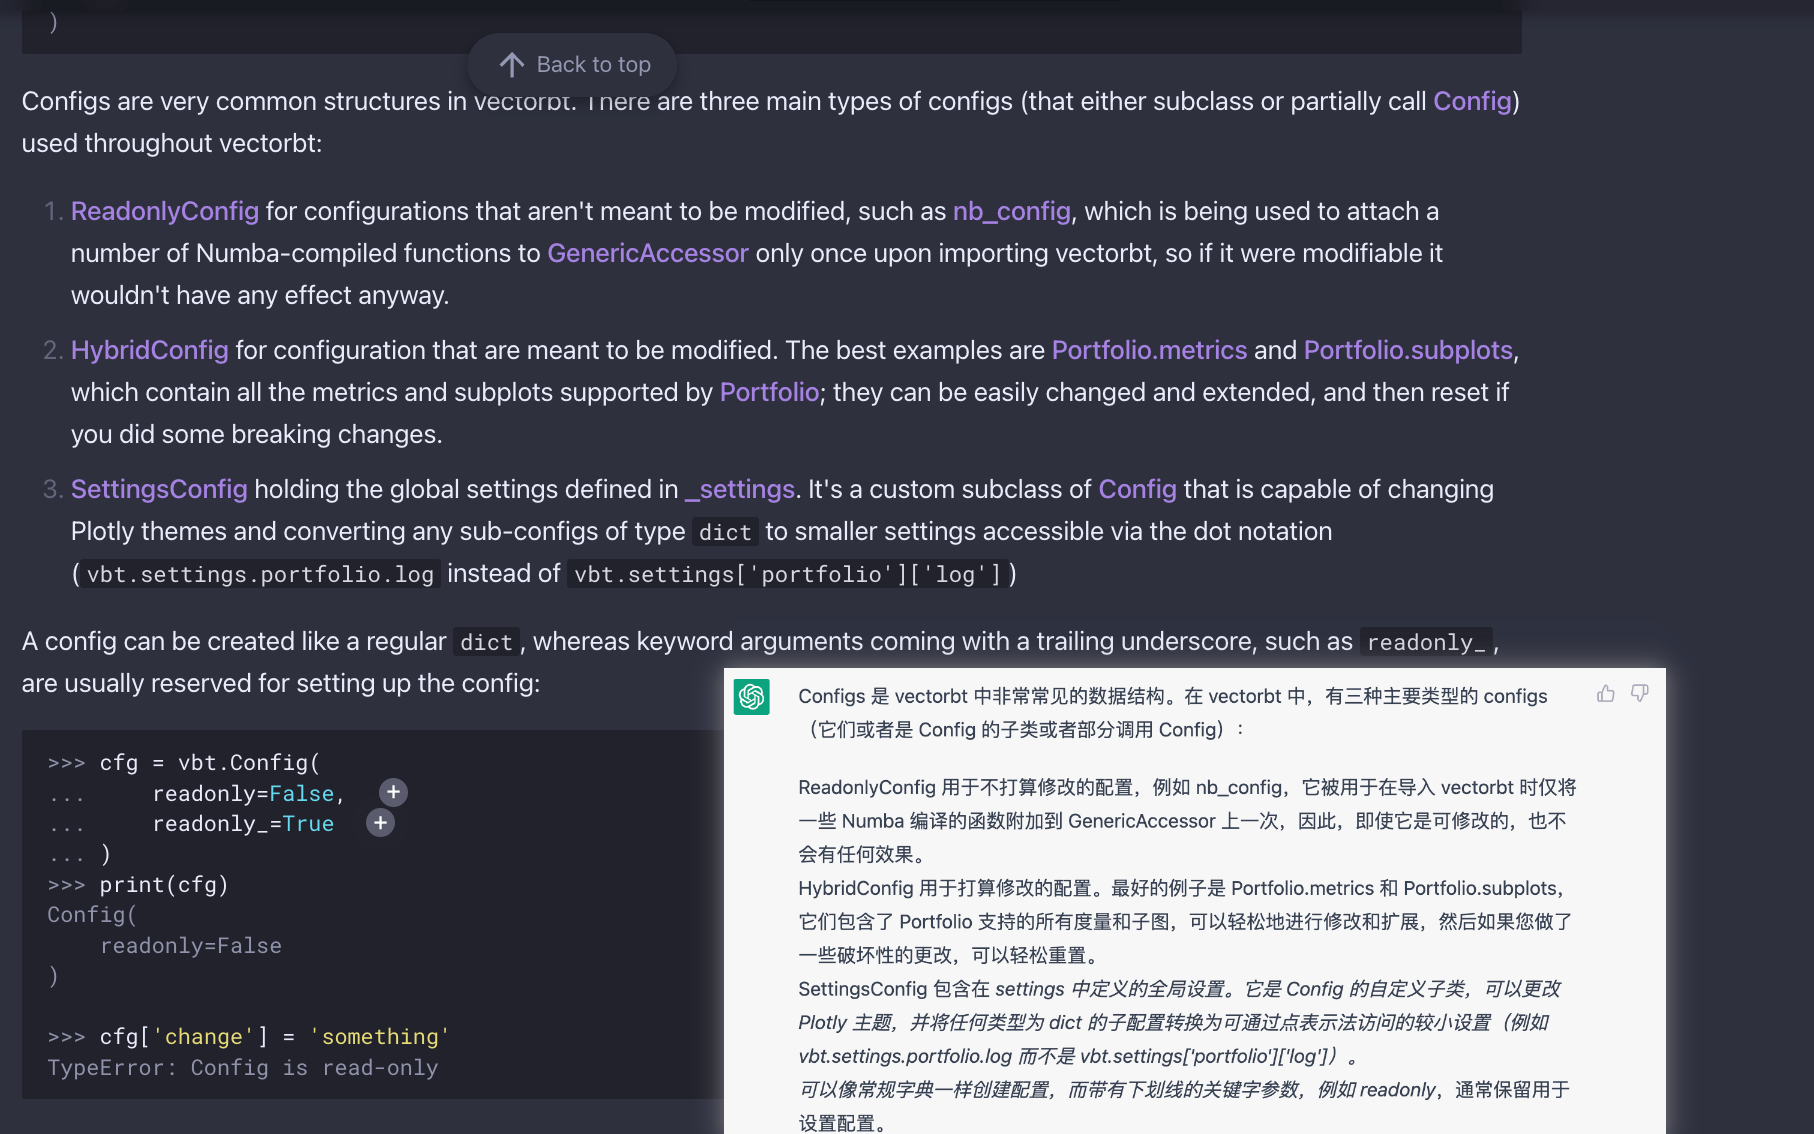 )
Back to top
Configs are very common structures in vectorbt. There are three main types of configs (that either subclass or partially call Config)
used throughout vectorbt:
1. ReadonlyConfig for configurations that aren't meant to be modified, such as nb_config, which is being used to attach a
number of Numba-compiled functions to GenericAccessor only once upon importing vectorbt, so if it were modifiable it
wouldn't have any effect anyway.
2. HybridConfig for configuration that are meant to be modified. The best examples are Portfolio.metrics and Portfolio.subplots,
which contain all the metrics and subplots supported by Portfolio; they can be easily changed and extended, and then reset if
you did some breaking changes.
3. SettingsConfig holding the global settings defined in _settings. It's a custom subclass of Config that is capable of changing
Plotly themes and converting any sub-configs of type dict to smaller settings accessible via the dot notation
(vbt.settings.portfolio.log instead of vbt.settings['portfolio']['log'])
A config can be created like a regular dict, whereas keyword arguments coming with a trailing underscore, such as readonly_,
are usually reserved for setting up the config:
>>> cfg = vbt.Config(
...     readonly=False,
...     readonly_=True
... )
>>> print(cfg)
Config(
    readonly=False
)
>>> cfg['change'] = 'something'
TypeError: Config is read-only
Configs 是 vectorbt 中非常常见的数据结构。在 vectorbt 中，有三种主要类型的 configs
（它们或者是 Config 的子类或者部分调用 Config）：
ReadonlyConfig 用于不打算修改的配置，例如 nb_config，它被用于在导入 vectorbt 时仅将
一些 Numba 编译的函数附加到 GenericAccessor 上一次，因此，即使它是可修改的，也不
会有任何效果。
HybridConfig 用于打算修改的配置。最好的例子是 Portfolio.metrics 和 Portfolio.subplots，
它们包含了 Portfolio 支持的所有度量和子图，可以轻松地进行修改和扩展，然后如果您做了
一些破坏性的更改，可以轻松重置。
SettingsConfig 包含在 settings 中定义的全局设置。它是 Config 的自定义子类，可以更改
Plotly 主题，并将任何类型为 dict 的子配置转换为可通过点表示法访问的较小设置（例如
vbt.settings.portfolio.log 而不是 vbt.settings['portfolio']['log']）。
可以像常规字典一样创建配置，而带有下划线的关键字参数，例如 readonly，通常保留用于
设置配置。